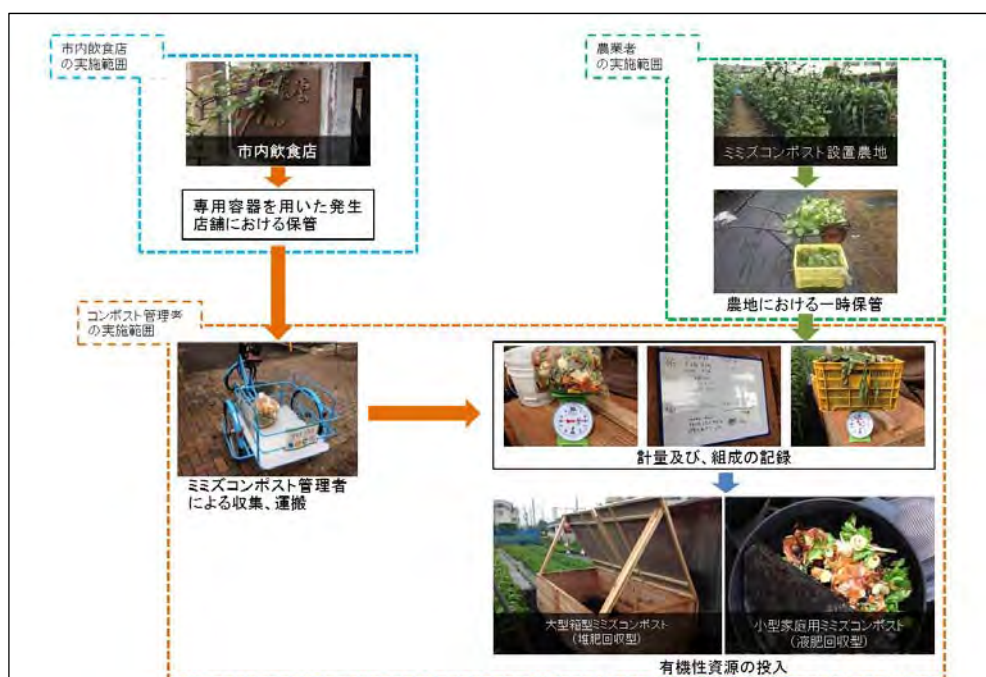 市内飲食店
の実施範囲
市内飲食店
専用容器を用いた発生
店舗における保管
農業者
の実施範囲
ミミズコンポスト設置農地
農地における一時保管
コンポスト管理者
の実施範囲
ミミズコンポスト管理者
による収集、運搬
計量及び、組成の記録
大型箱型ミミズコンポスト
(堆肥回収型)
小型家庭用ミミズコンポスト
(液肥回収型)
有機性資源の投入